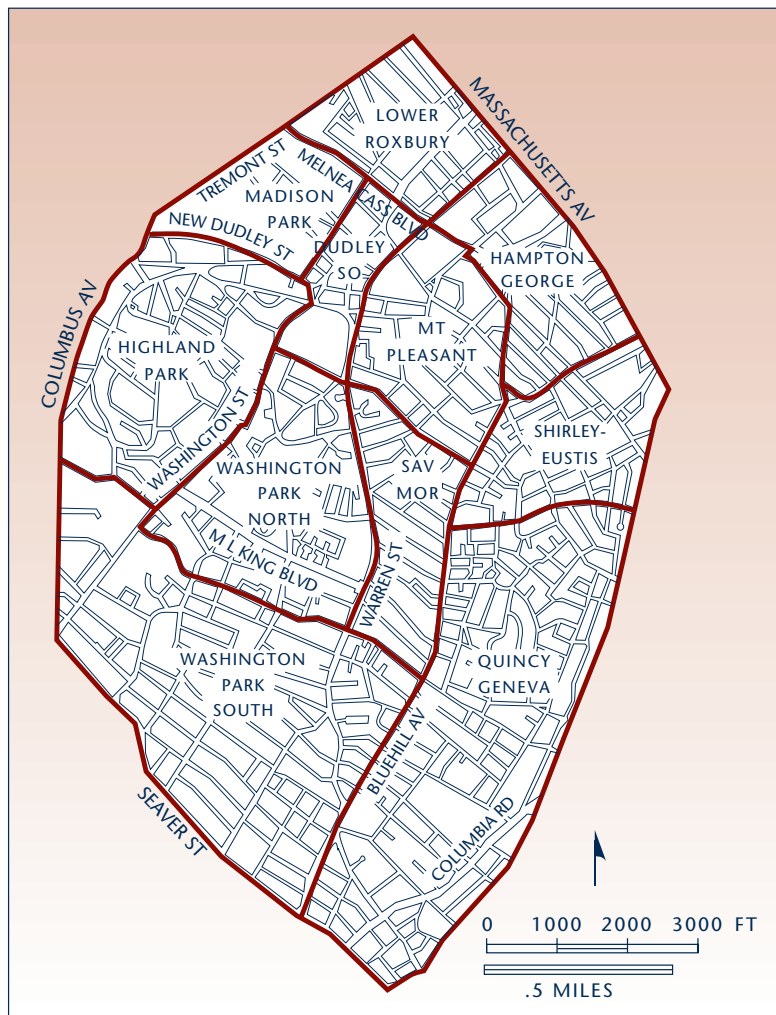 LOWER
ROXBURY
MASSACHUSETTS AV
TREMONT ST
MELNEA CASS BLVD
MADISON
PARK
NEW DUDLEY ST
DUDLEY
SO
HAMPTON
GEORGE
COLUMBUS AV
HIGHLAND
PARK
MT
PLEASANT
WASHINGTON ST
SHIRLEY-
EUSTIS
WASHINGTON
PARK
NORTH
SAV
MOR
M L KING BLVD
WARREN ST
WASHINGTON
PARK
SOUTH
QUINCY
GENEVA
BLUEHILL AV
SEAVER ST
COLUMBIA RD
0 1000 2000 3000 FT
.5 MILES